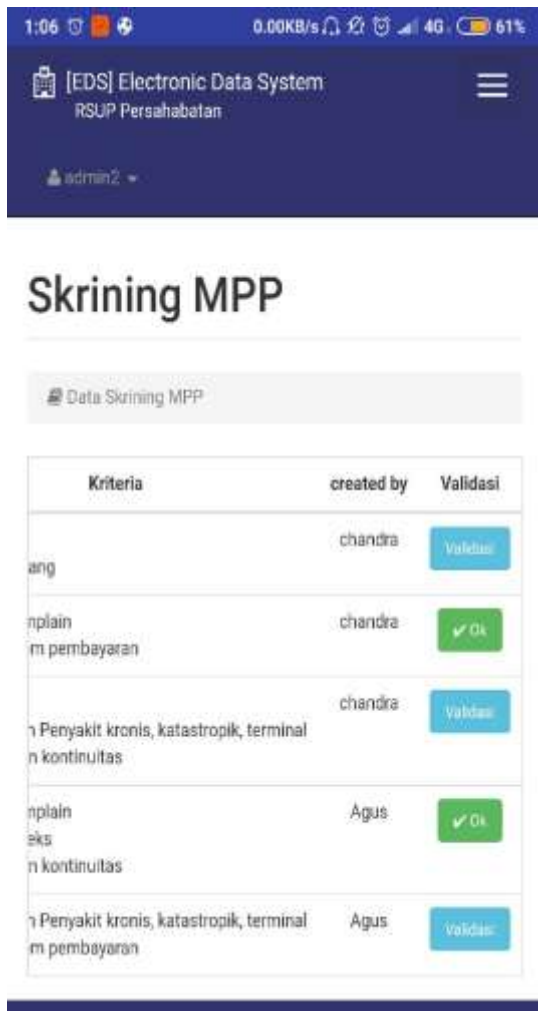 1:06 0.00KB/s 4G 61%
[EDS] Electronic Data System
RSUP Persahabatan
admin2
Skrining MPP
Data Skrining MPP
Kriteria created by Validasi
chandra Validasi
ang
mplain chandra Ok
m pembayaran
chandra Validasi
n Penyakit kronis, katastropik, terminal
n kontinuitas
mplain Agus Ok
eks
n kontinuitas
n Penyakit kronis, katastropik, terminal Agus Validasi
m pembayaran